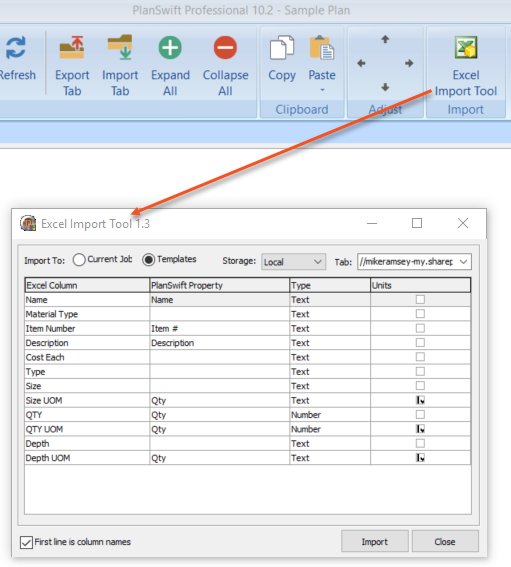 PlanSwift Professional 10.2 - Sample Plan
Refresh
Export Tab
Import Tab
Expand All
Collapse All
Copy
Paste
Excel Import Tool
Clipboard
Adjust
Import
Excel Import Tool 1.3
Import To: Current Job Templates Storage: Local Tab: //mikeramsey-my.sharep
Excel Column PlanSwift Property Type Units
Name Name Text
Material Type Text
Item Number Item # Text
Description Description Text
Cost Each Text
Type Text
Size Text
Size UOM Qty Text
QTY Qty Number
QTY UOM Qty Number
Depth Text
Depth UOM Qty Text
First line is column names Import Close